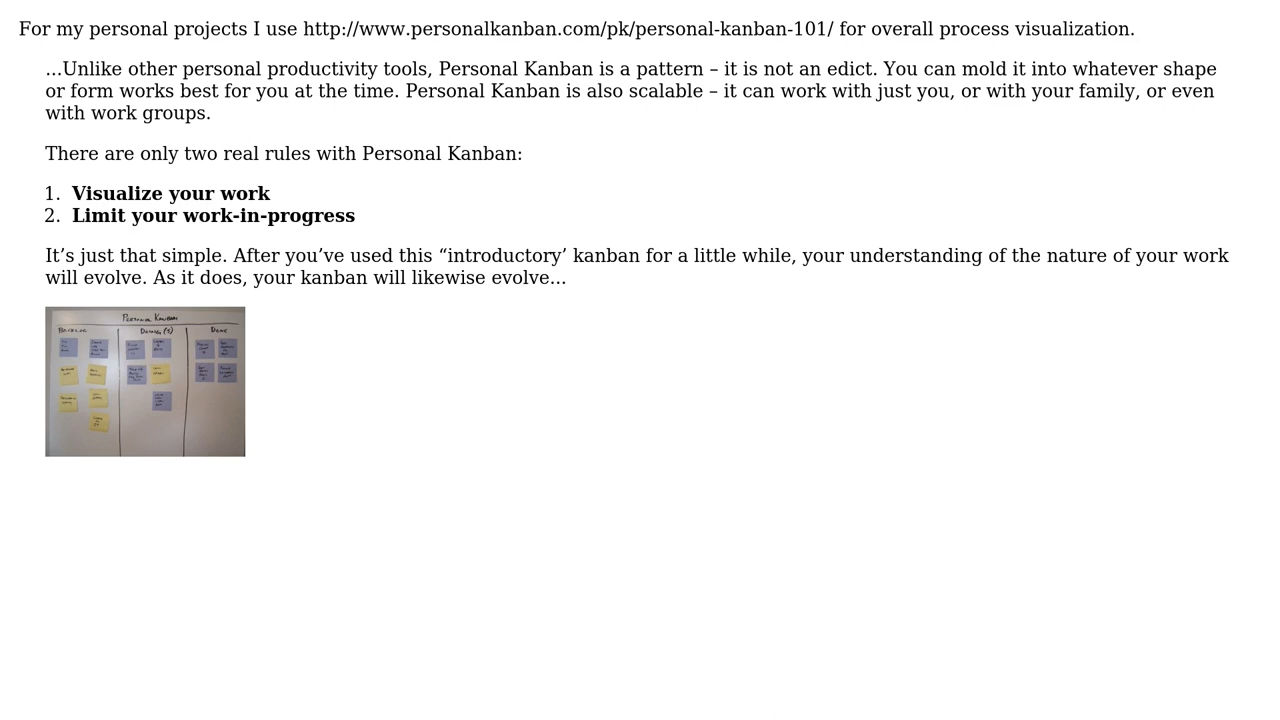 For my personal projects I use http://www.personalkanban.com/pk/personal-kanban-101/ for overall process visualization.
...Unlike other personal productivity tools, Personal Kanban is a pattern – it is not an edict. You can mold it into whatever shape
or form works best for you at the time. Personal Kanban is also scalable – it can work with just you, or with your family, or even
with work groups.
There are only two real rules with Personal Kanban:
1. Visualize your work
2. Limit your work-in-progress
It’s just that simple. After you’ve used this “introductory’ kanban for a little while, your understanding of the nature of your work
will evolve. As it does, your kanban will likewise evolve...
Personal Kanban
Backlog Doing (5) Done